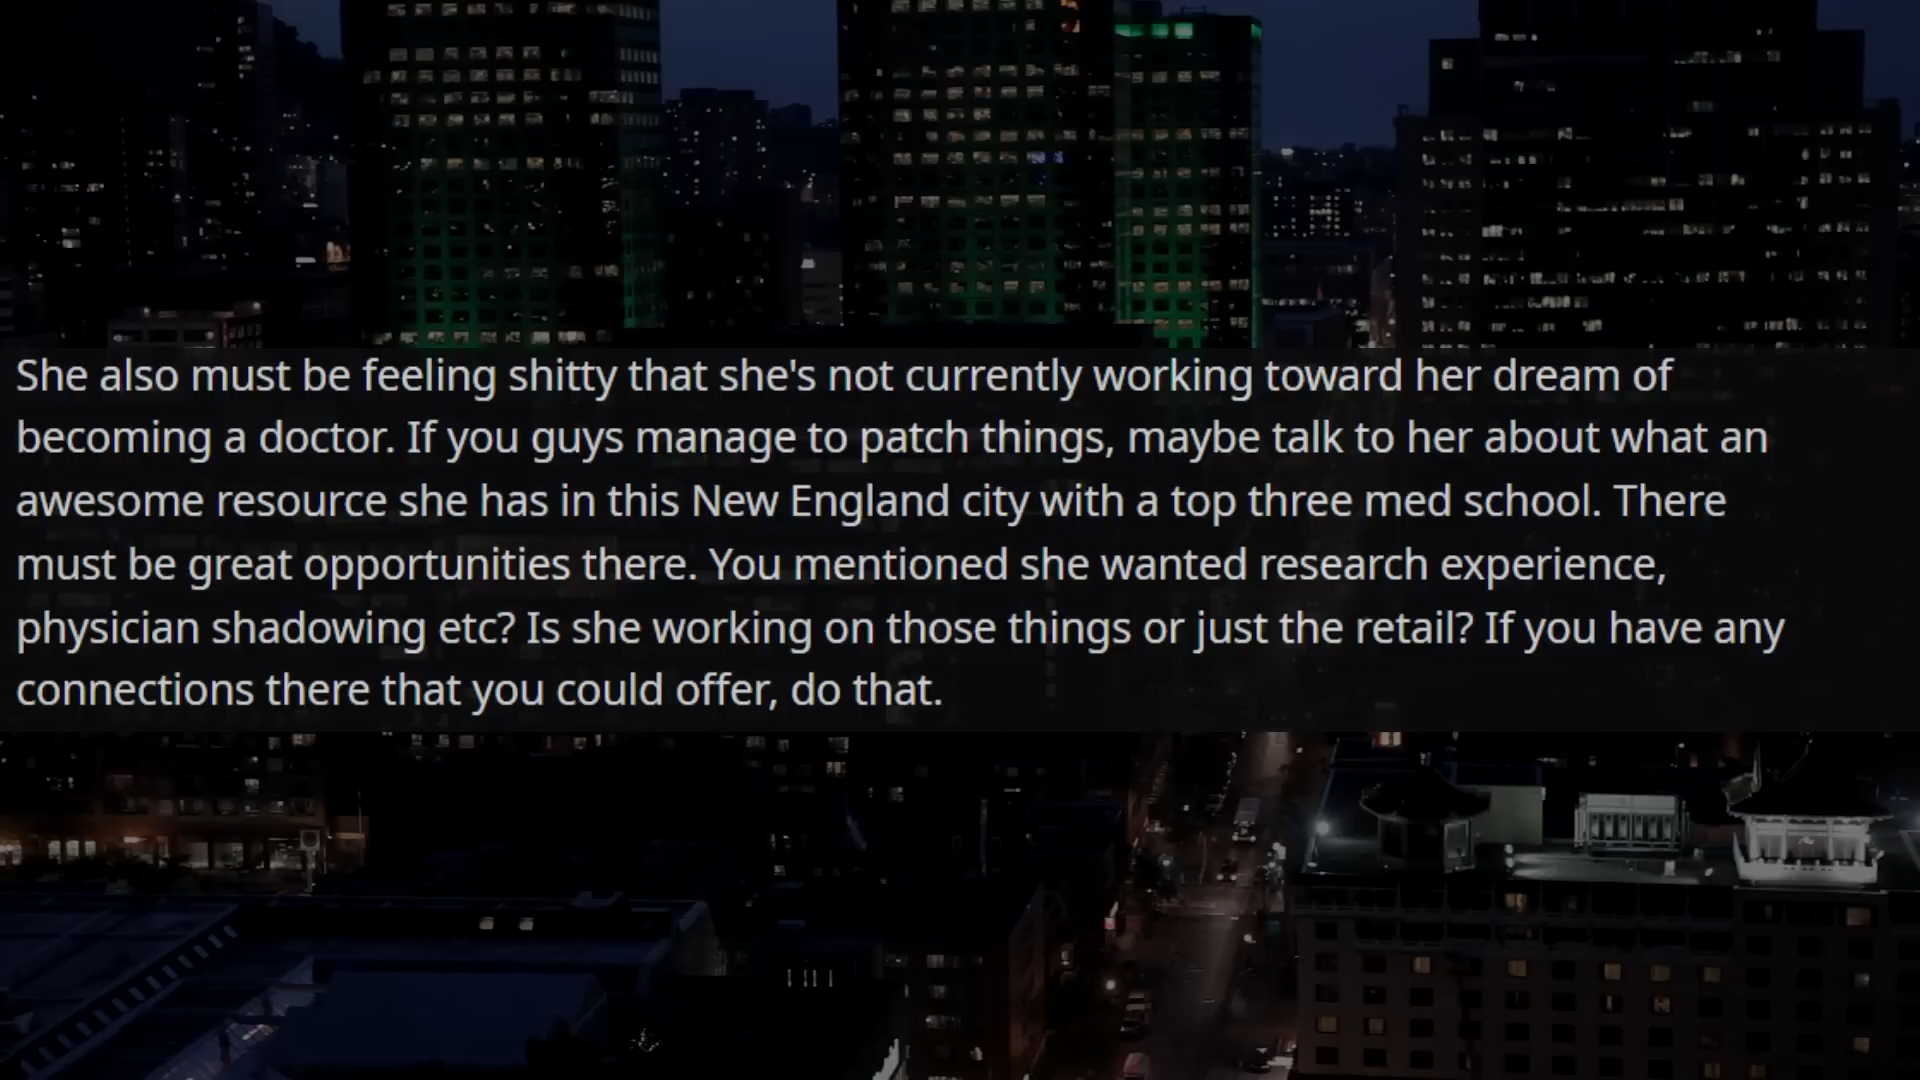 She also must be feeling shitty that she's not currently working toward her dream of
becoming a doctor. If you guys manage to patch things, maybe talk to her about what an
awesome resource she has in this New England city with a top three med school. There
must be great opportunities there. You mentioned she wanted research experience,
physician shadowing etc? Is she working on those things or just the retail? If you have any
connections there that you could offer, do that.